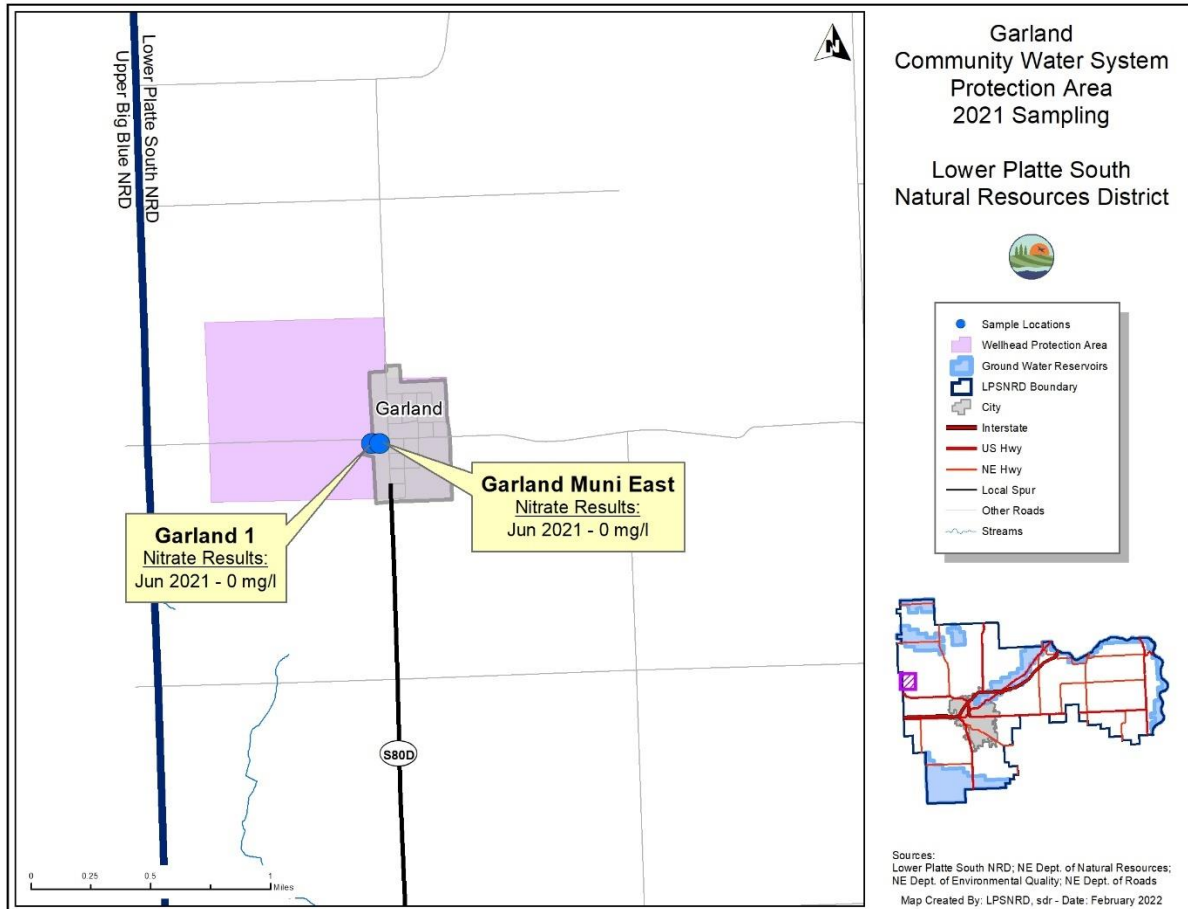 Garland
Community Water System
Protection Area
2021 Sampling
Lower Platte South
Natural Resources District
Lower Platte South NRD
Upper Big Blue NRD
N
Garland
Garland Muni East
Nitrate Results:
Jun 2021 - 0 mg/l
Garland 1
Nitrate Results:
Jun 2021 - 0 mg/l
S80D
0 0.25 0.5 1
Miles
Sample Locations
Wellhead Protection Area
Ground Water Reservoirs
LPSNRD Boundary
City
Interstate
US Hwy
NE Hwy
Local Spur
Other Roads
Streams
Sources:
Lower Platte South NRD; NE Dept. of Natural Resources;
NE Dept. of Environmental Quality; NE Dept. of Roads
Map Created By: LPSNRD, sdr - Date: February 2022